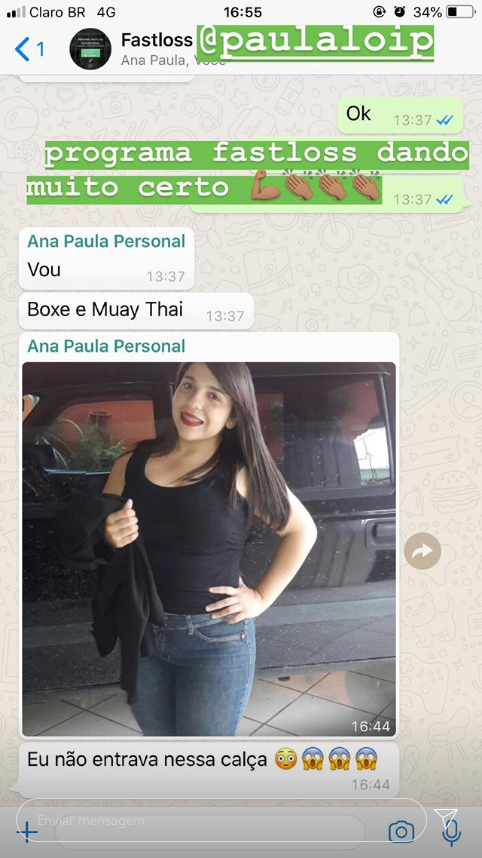 Claro BR 4G 16:55 34%
1 Fastloss @paulaloip
Ana Paula, Você
Ok 13:37
programa fastloss dando
muito certo 💪🏽👏🏽👏🏽👏🏽
13:37
Ana Paula Personal
Vou 13:37
Boxe e Muay Thai 13:37
Ana Paula Personal
16:44
Eu não entrava nessa calça 😳😱😱😱
16:44
Enviar mensagem